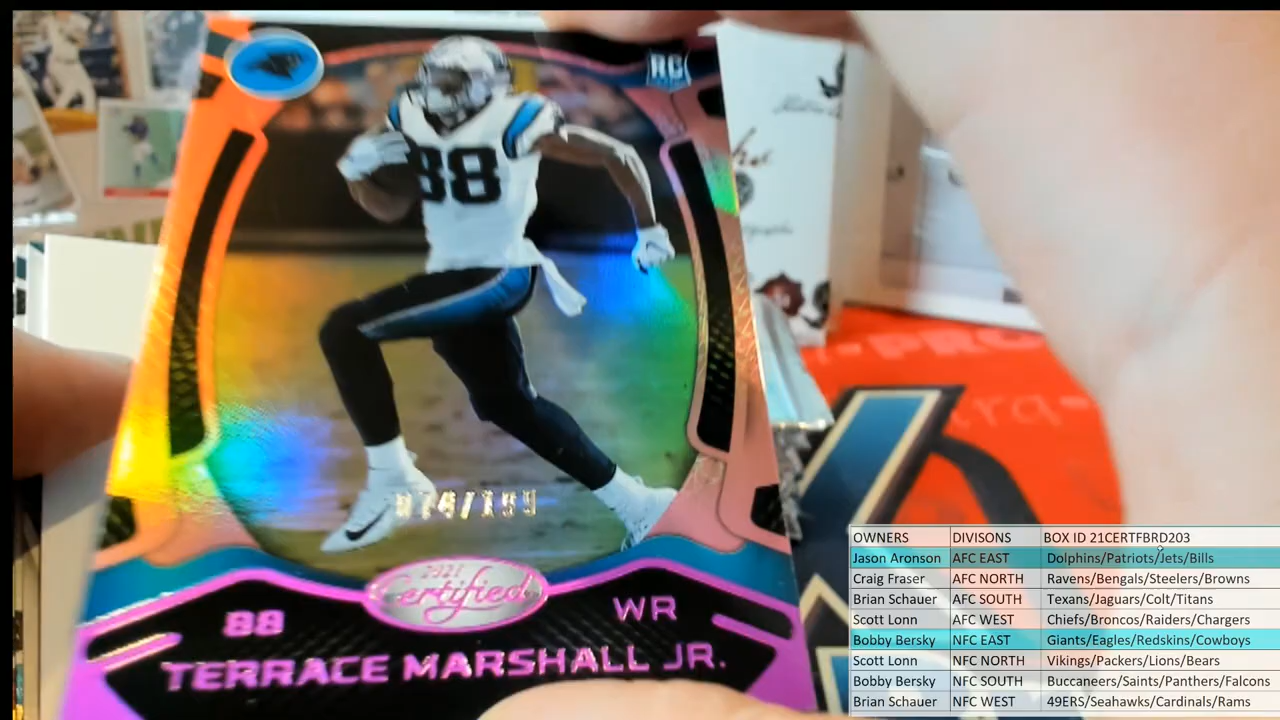 RC
88
074/199
2021
Certified
88
WR
TERRACE MARSHALL JR.
OWNERS DIVISONS BOX ID 21CERTFBRD203
Jason Aronson AFC EAST Dolphins/Patriots/Jets/Bills
Craig Fraser AFC NORTH Ravens/Bengals/Steelers/Browns
Brian Schauer AFC SOUTH Texans/Jaguars/Colt/Titans
Scott Lonn AFC WEST Chiefs/Broncos/Raiders/Chargers
Bobby Bersky NFC EAST Giants/Eagles/Redskins/Cowboys
Scott Lonn NFC NORTH Vikings/Packers/Lions/Bears
Bobby Bersky NFC SOUTH Buccaneers/Saints/Panthers/Falcons
Brian Schauer NFC WEST 49ERS/Seahawks/Cardinals/Rams